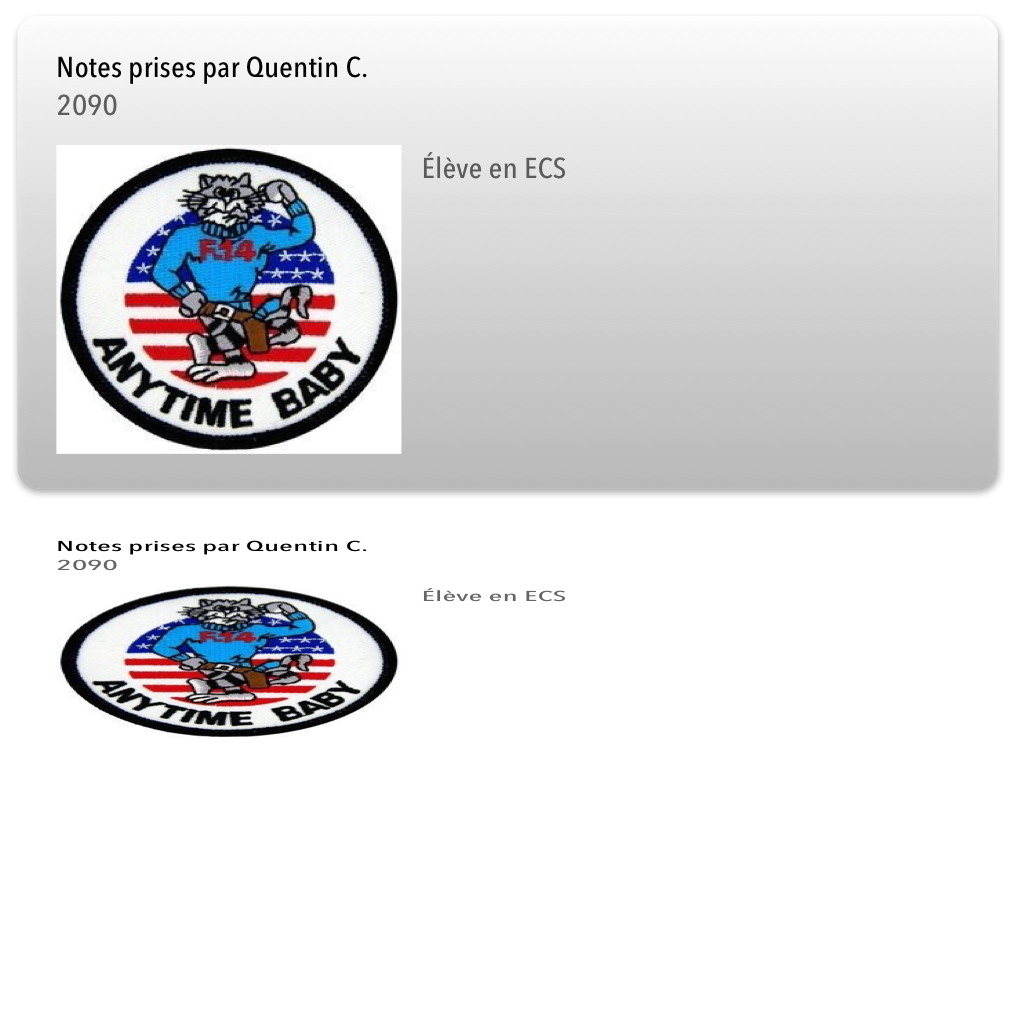 Notes prises par Quentin C.
2090
Élève en ECS
F-14
ANYTIME BABY
Notes prises par Quentin C.
2090
Élève en ECS
F-14
ANYTIME BABY